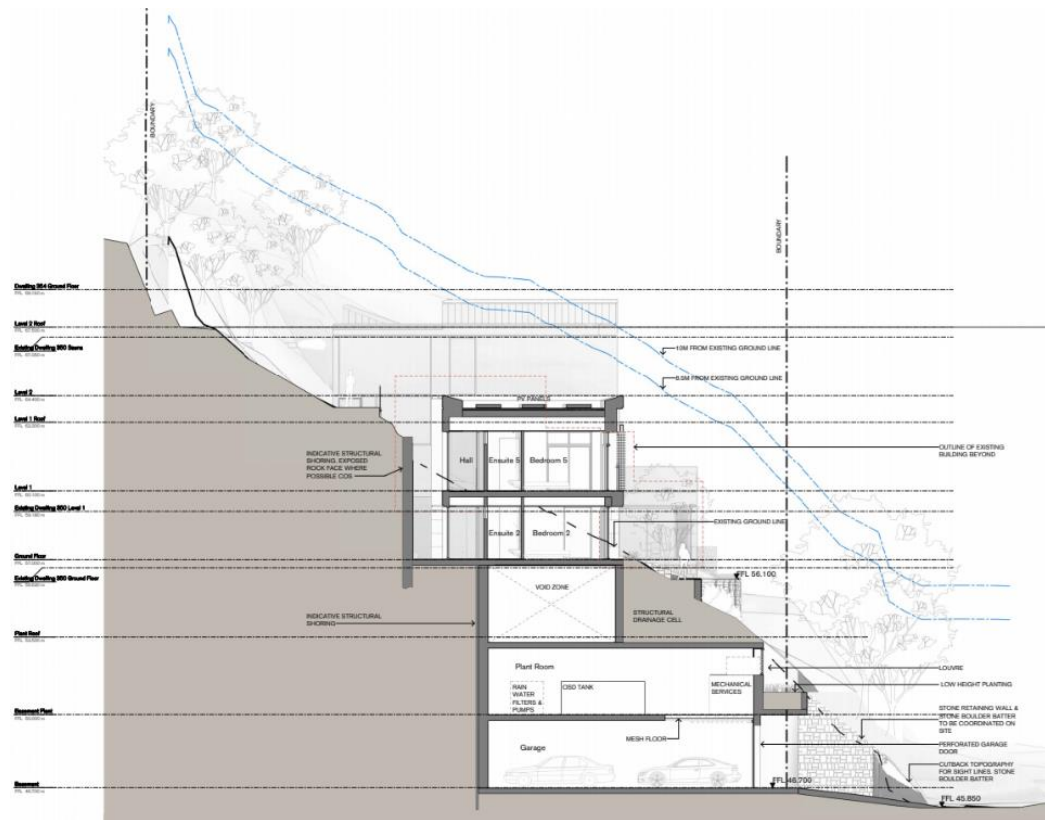 BOUNDARY
BOUNDARY
Dwelling 354 Ground Floor
Level 2 Roof
Existing Dwelling 350 Sauna
Level 2
Level 1 Roof
Level 1
Existing Dwelling 350 Level 1
Ground Floor
Existing Dwelling 350 Ground Floor
Plant Roof
Basement Plant
Basement
10M FROM EXISTING GROUND LINE
8.5M FROM EXISTING GROUND LINE
PV PANELS
OUTLINE OF EXISTING
BUILDING BEYOND
INDICATIVE STRUCTURAL
SHORING. EXPOSED
ROCK FACE WHERE
POSSIBLE COS
Hall
Ensuite 5
Bedroom 5
EXISTING GROUND LINE
Ensuite 2
Bedroom 2
FFL 56.100
VOID ZONE
INDICATIVE STRUCTURAL
SHORING
STRUCTURAL
DRAINAGE CELL
Plant Room
RAIN
WATER
FILTERS &
PUMPS
OSD TANK
MECHANICAL
SERVICES
LOUVRE
LOW HEIGHT PLANTING
STONE RETAINING WALL &
STONE BOULDER BATTER
TO BE COORDINATED ON
SITE
MESH FLOOR
Garage
PERFORATED GARAGE
DOOR
CUTBACK TOPOGRAPHY
FOR SIGHT LINES. STONE
BOULDER BATTER
FFL 46.700
FFL 45.850